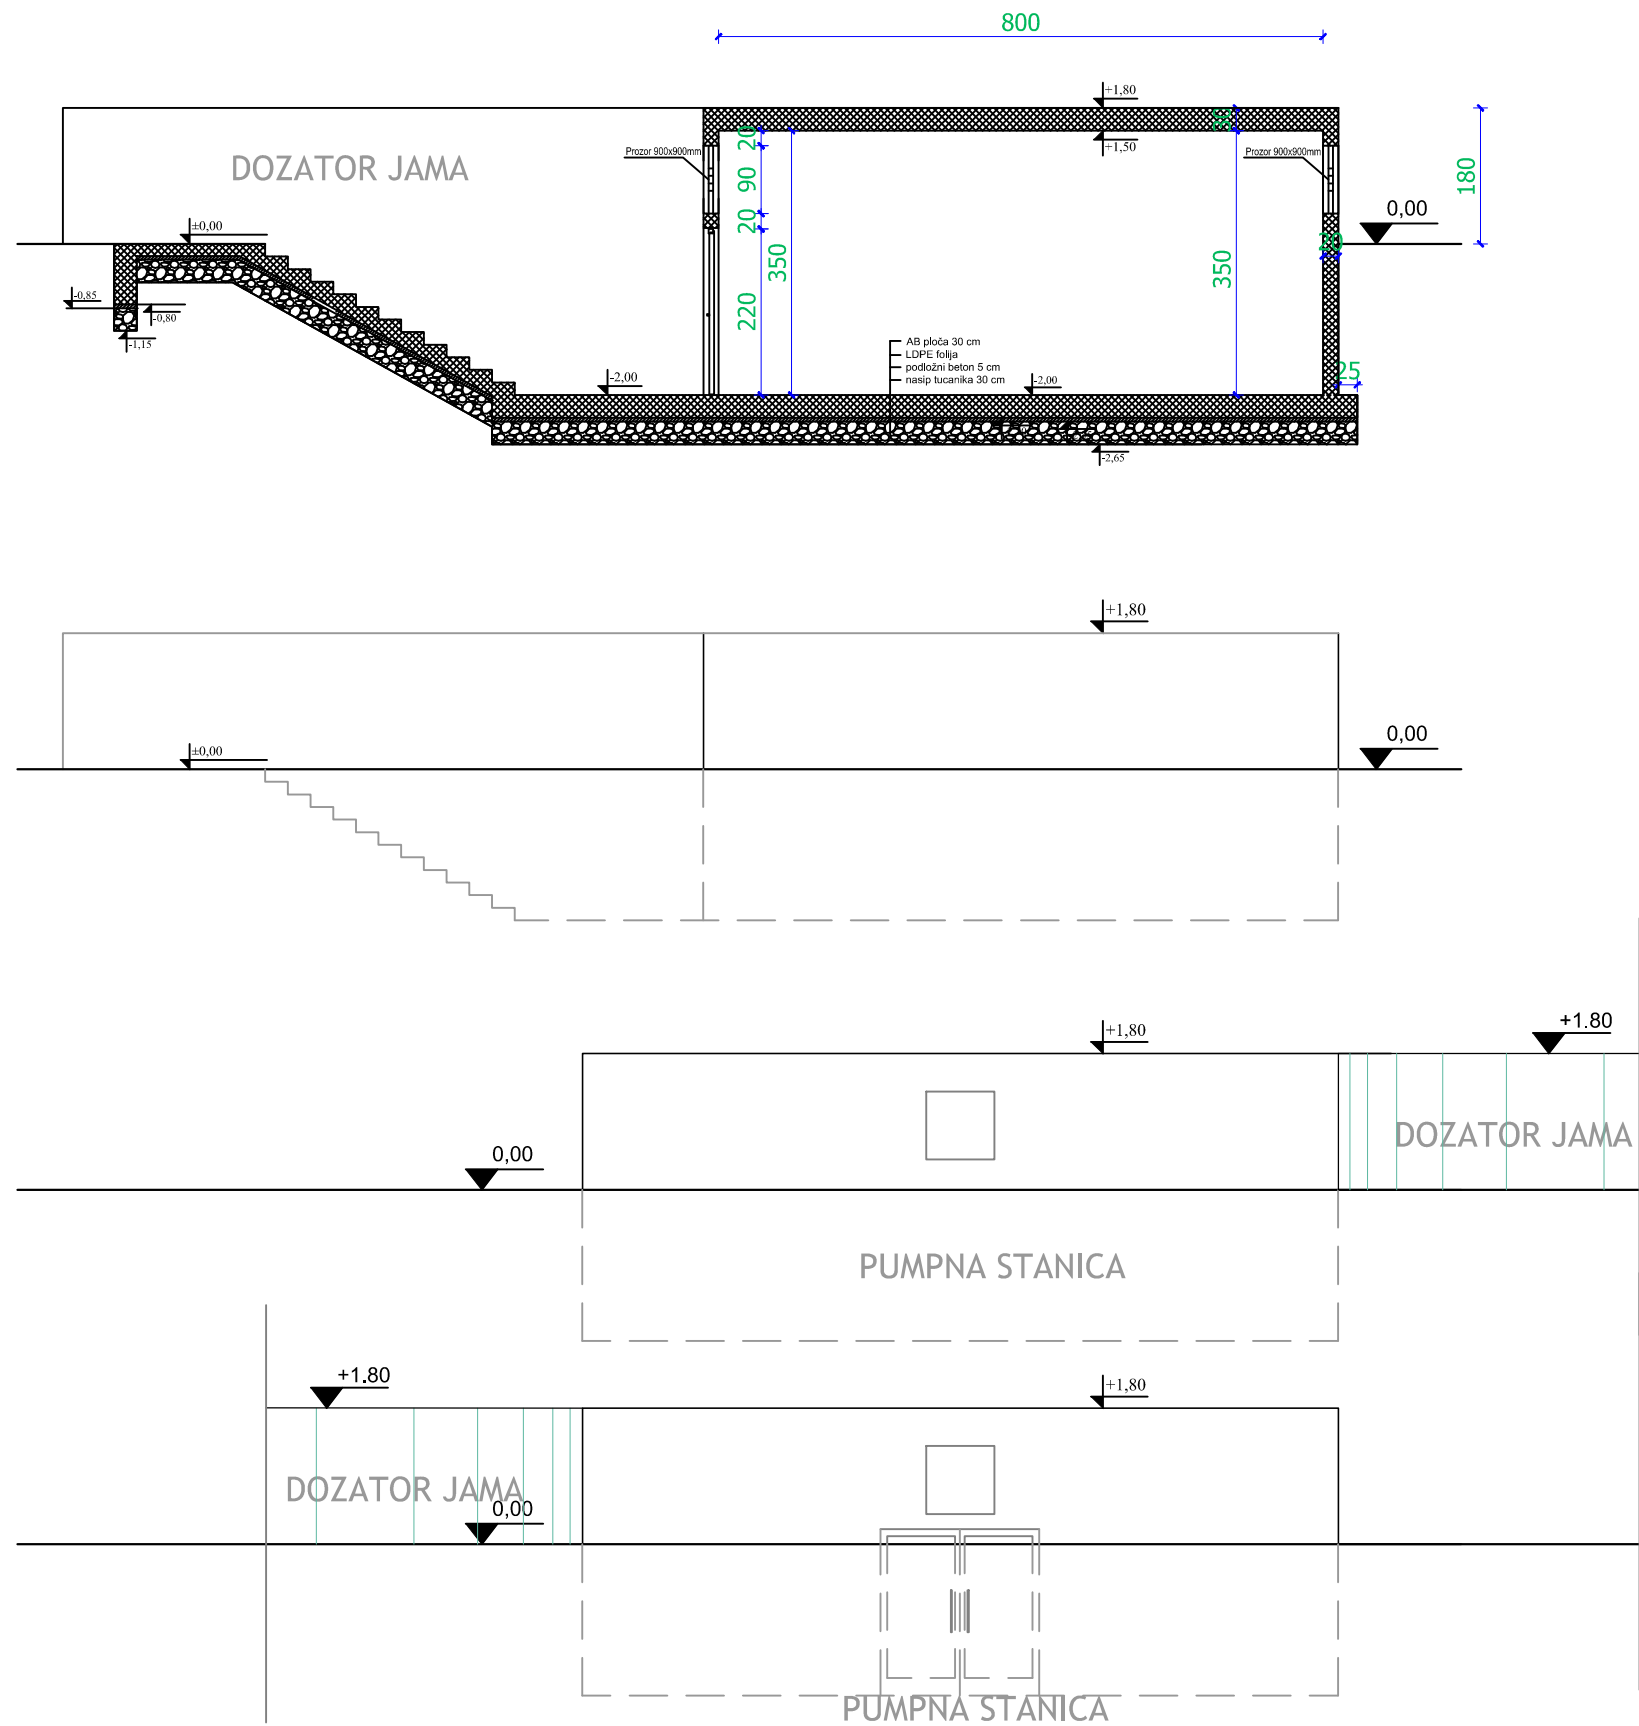 800
+1,80
30
+1,50
20
Prozor 900x900mm
Prozor 900x900mm
DOZATOR JAMA
90
180
0,00
20
±0,00
20
350
350
-0,85
-0,80
220
-1,15
AB ploča 30 cm
LDPE folija
podložni beton 5 cm
nasip tucanika 30 cm
25
-2,00
-2,00
-2,65
+1,80
0,00
±0,00
+1.80
+1,80
DOZATOR JAMA
0,00
PUMPNA STANICA
+1.80
+1,80
DOZATOR JAMA
0,00
PUMPNA STANICA